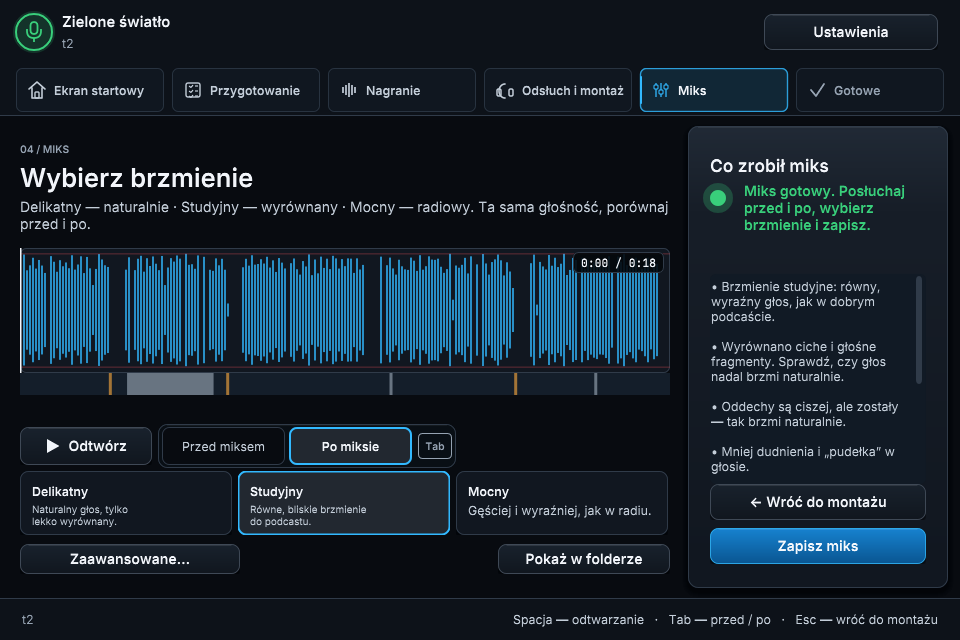 Zielone światło
t2
Ustawienia
Ekran startowy
Przygotowanie
Nagranie
Odsłuch i montaż
Miks
Gotowe
04 / MIKS
Wybierz brzmienie
Delikatny — naturalnie · Studyjny — wyrównany · Mocny — radiowy. Ta sama głośność, porównaj
przed i po.
0:00 / 0:18
Odtwórz
Przed miksem
Po miksie
Tab
Delikatny
Naturalny głos, tylko
lekko wyrównany.
Studyjny
Równe, bliskie brzmienie
do podcastu.
Mocny
Gęściej i wyraźniej, jak w radiu.
Zaawansowane...
Pokaż w folderze
Co zrobił miks
Miks gotowy. Posłuchaj
przed i po, wybierz
brzmienie i zapisz.
• Brzmienie studyjne: równy,
wyraźny głos, jak w dobrym
podcaście.
• Wyrównano ciche i głośne
fragmenty. Sprawdź, czy głos
nadal brzmi naturalnie.
• Oddechy są ciszej, ale zostały
— tak brzmi naturalnie.
• Mniej dudnienia i „pudełka” w
głosie.
← Wróć do montażu
Zapisz miks
t2
Spacja — odtwarzanie · Tab — przed / po · Esc — wróć do montażu